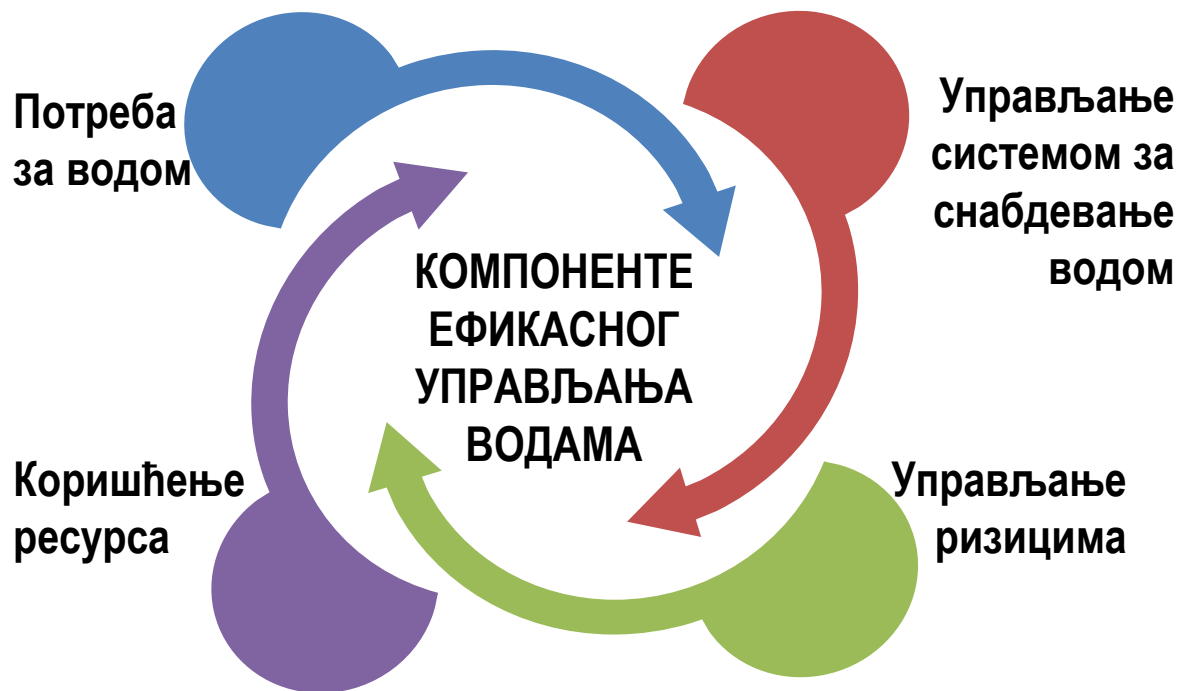 Потреба
за водом
Управљање
системом за
снабдевање
водом
КОМПОНЕНТЕ
ЕФИКАСНОГ
УПРАВЉАЊА
ВОДАМА
Коришћење
ресурса
Управљање
ризицима